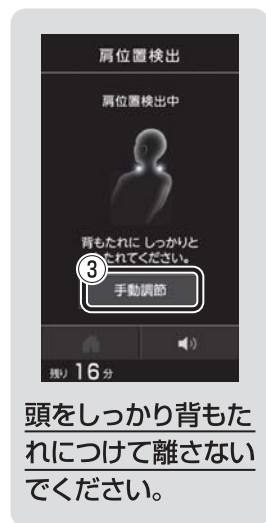 肩位置検出
肩位置検出中
背もたれに しっかりと
たれてください。
③
手動調節
残り 16分
頭をしっかり背もた
れにつけて離さない
でください。